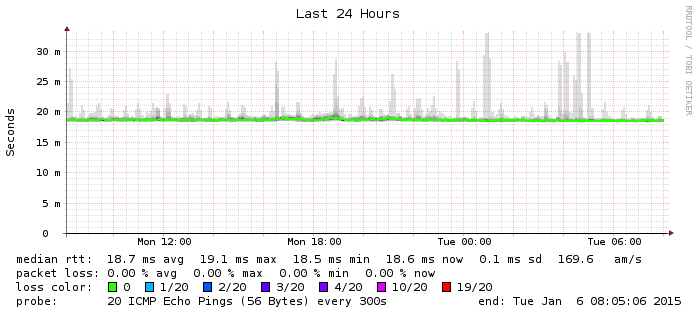 Last 24 Hours
RRDTOOL / TOBI OETIKER
Seconds
30 m
25 m
20 m
15 m
10 m
5 m
0
Mon 12:00 Mon 18:00 Tue 00:00 Tue 06:00
median rtt: 18.7 ms avg 19.1 ms max 18.5 ms min 18.6 ms now 0.1 ms sd 169.6 am/s
packet loss: 0.00 % avg 0.00 % max 0.00 % min 0.00 % now
loss color: 0 1/20 2/20 3/20 4/20 10/20 19/20
probe: 20 ICMP Echo Pings (56 Bytes) every 300s end: Tue Jan 6 08:05:06 2015